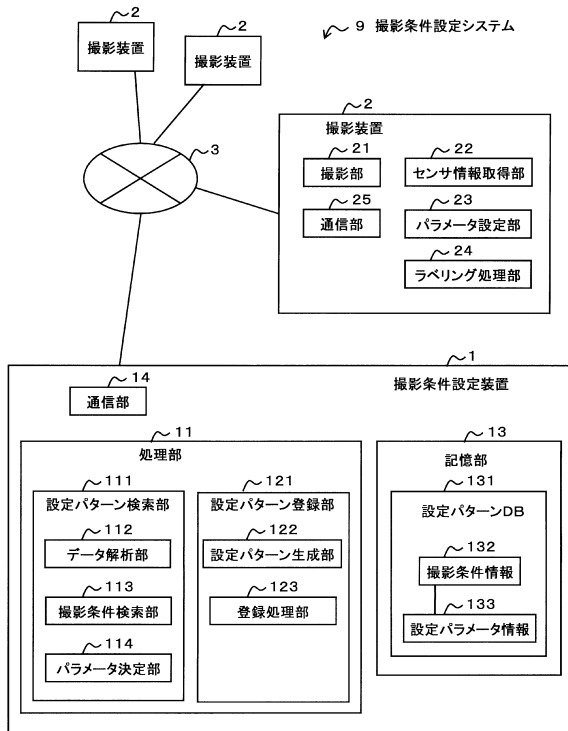 2
撮影装置
2
撮影装置
9 撮影条件設定システム
3
2
撮影装置
21
撮影部
22
センサ情報取得部
25
通信部
23
パラメータ設定部
24
ラベリング処理部
1
撮影条件設定装置
14
通信部
11
処理部
111
設定パターン検索部
112
データ解析部
113
撮影条件検索部
114
パラメータ決定部
121
設定パターン登録部
122
設定パターン生成部
123
登録処理部
13
記憶部
131
設定パターンDB
132
撮影条件情報
133
設定パラメータ情報